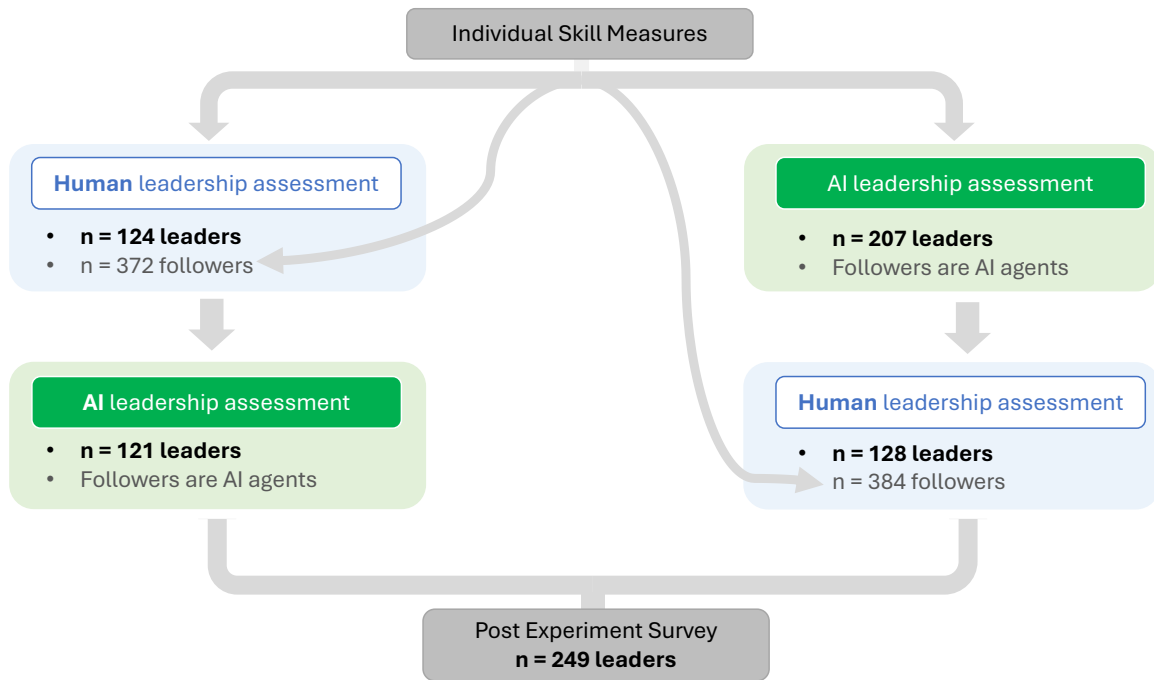 Individual Skill Measures
Human leadership assessment
• n = 124 leaders
• n = 372 followers
AI leadership assessment
• n = 207 leaders
• Followers are AI agents
AI leadership assessment
• n = 121 leaders
• Followers are AI agents
Human leadership assessment
• n = 128 leaders
n = 384 followers
Post Experiment Survey
n = 249 leaders